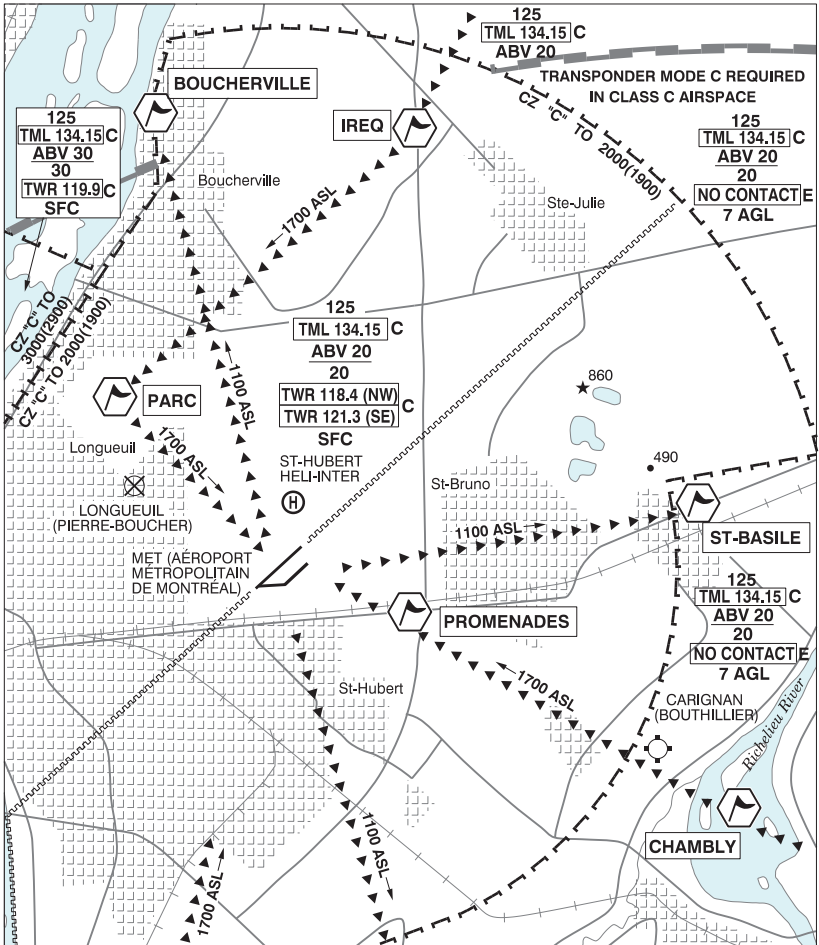 125
TML 134.15 C
ABV 20
TRANSPONDER MODE C REQUIRED
IN CLASS C AIRSPACE
CZ "C" TO 2000(1900)
BOUCHERVILLE
IREQ
125
TML 134.15 C
ABV 30
30
TWR 119.9 C
SFC
125
TML 134.15 C
ABV 20
20
NO CONTACT E
7 AGL
Boucherville
Ste-Julie
1700 ASL
CZ "C" TO
3000(2900)
CZ "C" TO 2000(1900)
125
TML 134.15 C
ABV 20
20
TWR 118.4 (NW)
TWR 121.3 (SE)
C
SFC
1100 ASL
PARC
860
Longueuil
1700 ASL
ST-HUBERT
HELI-INTER
H
490
St-Bruno
LONGUEUIL
(PIERRE-BOUCHER)
1100 ASL
ST-BASILE
MET (AÉROPORT
MÉTROPOLITAIN
DE MONTRÉAL)
125
TML 134.15 C
ABV 20
20
NO CONTACT E
7 AGL
PROMENADES
St-Hubert
1700 ASL
CARIGNAN
(BOUTHILLIER)
Richelieu River
CHAMBLY
1100 ASL
1700 ASL